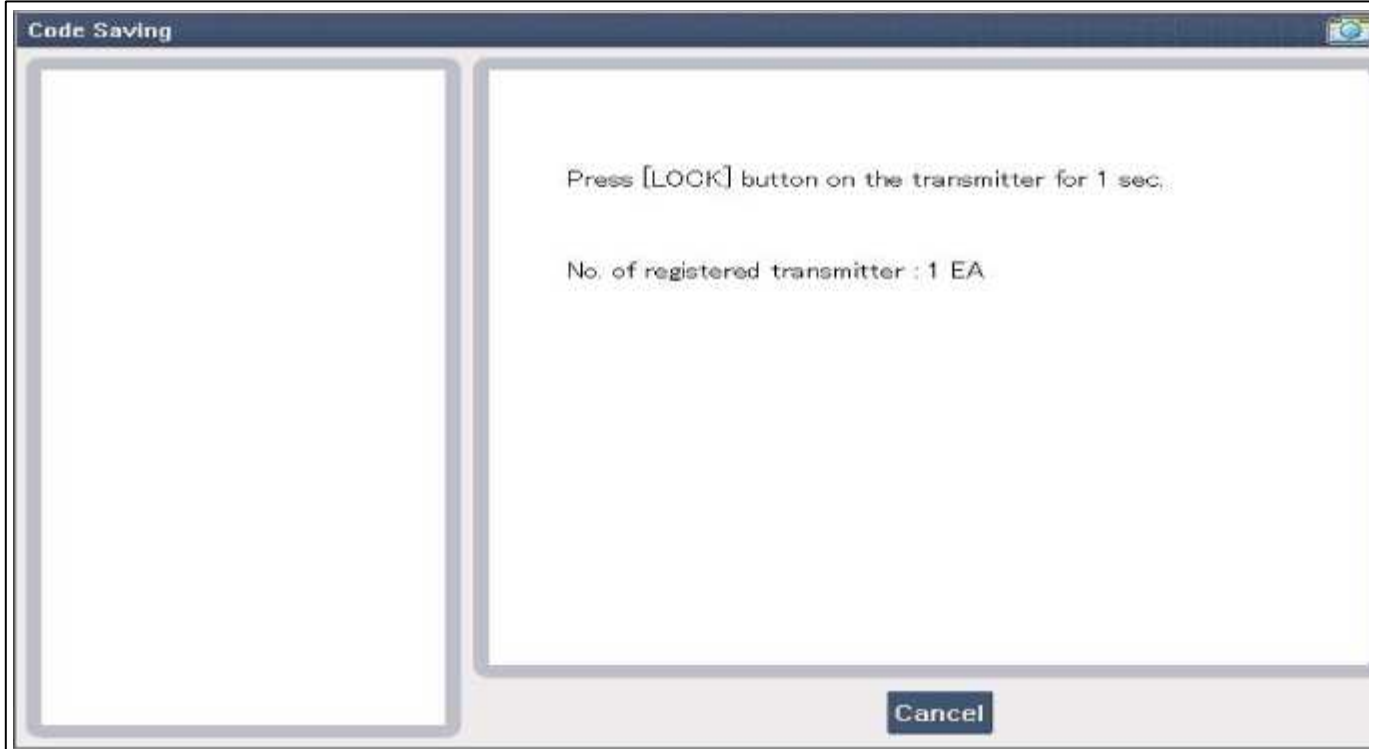 Code Saving
Press [LOCK] button on the transmitter for 1 sec.
No. of registered transmitter : 1 EA
Cancel